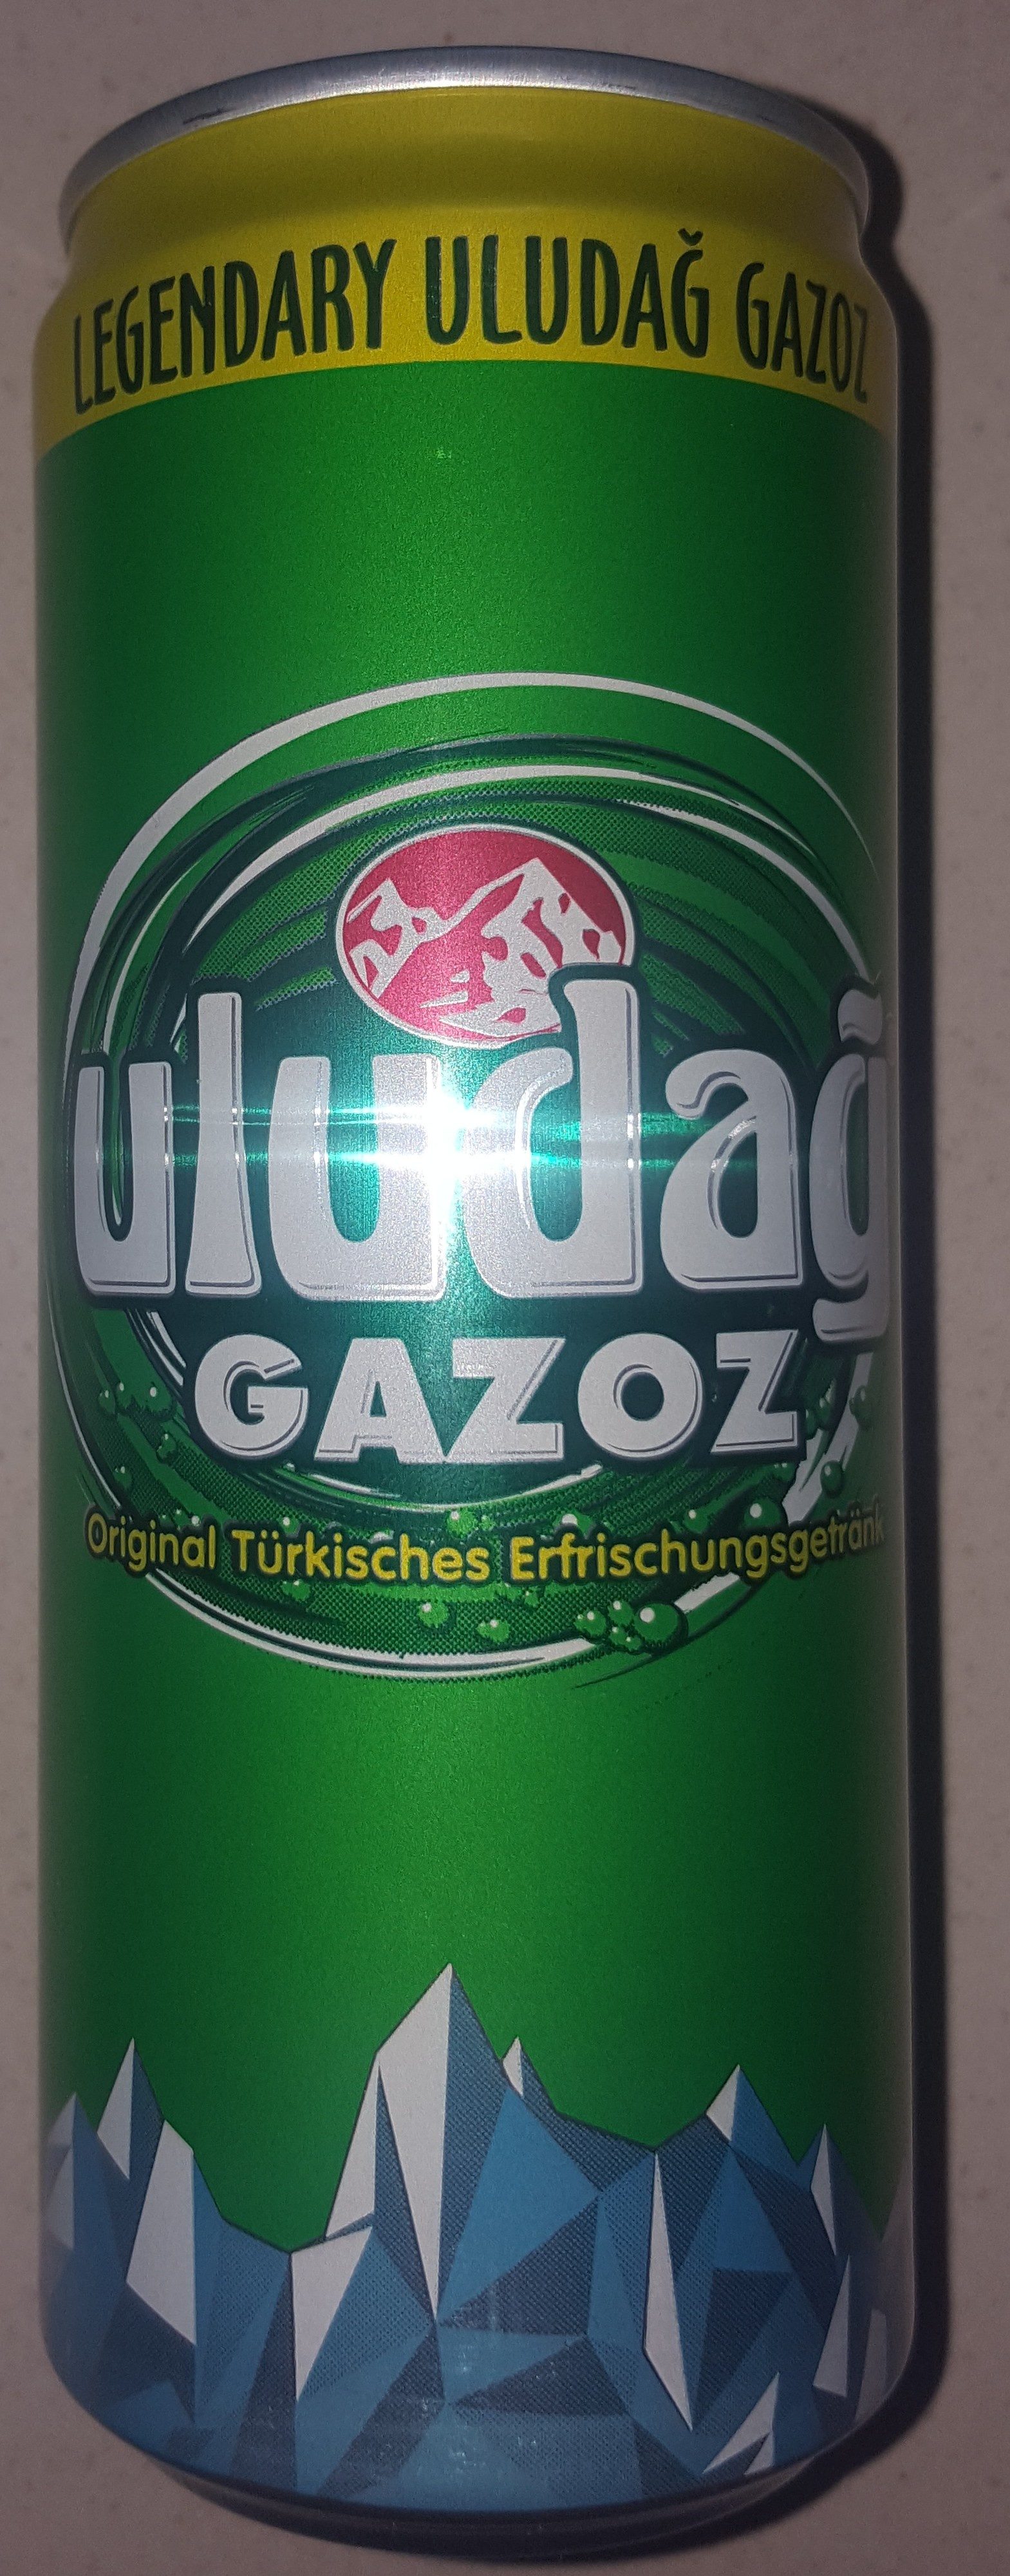 LEGENDARY ULUDAĞ GAZOZ
uludağ
GAZOZ
Original Türkisches Erfrischungsgetränk